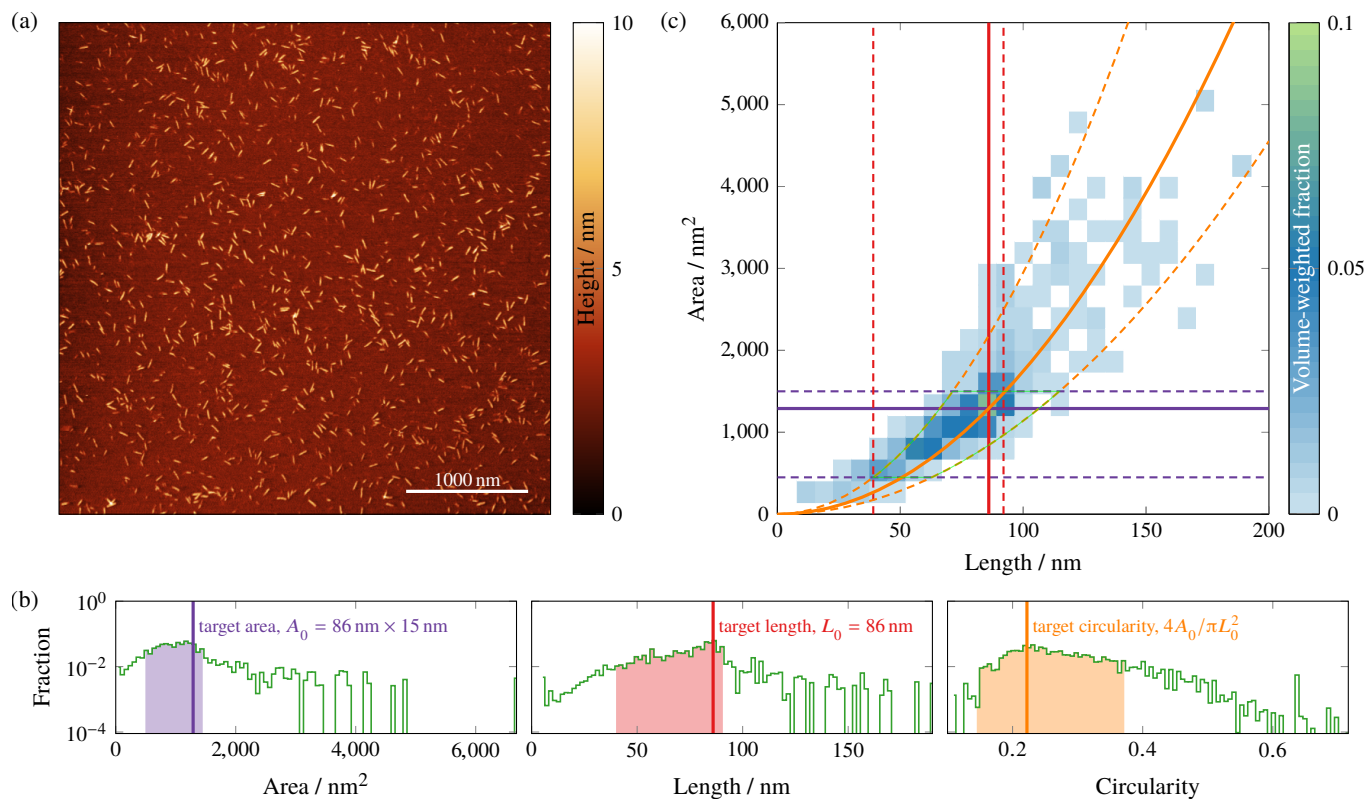 (a)
10
5
0
Height / nm
1000 nm
(c)
6,000
5,000
4,000
3,000
2,000
1,000
0
Area / nm²
0
50
100
150
200
Length / nm
0.1
0.05
0
Volume-weighted fraction
(b)
10⁰
10⁻²
10⁻⁴
Fraction
target area, A₀ = 86 nm × 15 nm
0
2,000
4,000
6,000
Area / nm²
target length, L₀ = 86 nm
0
50
100
150
Length / nm
target circularity, 4A₀/πL₀²
0.2
0.4
0.6
Circularity